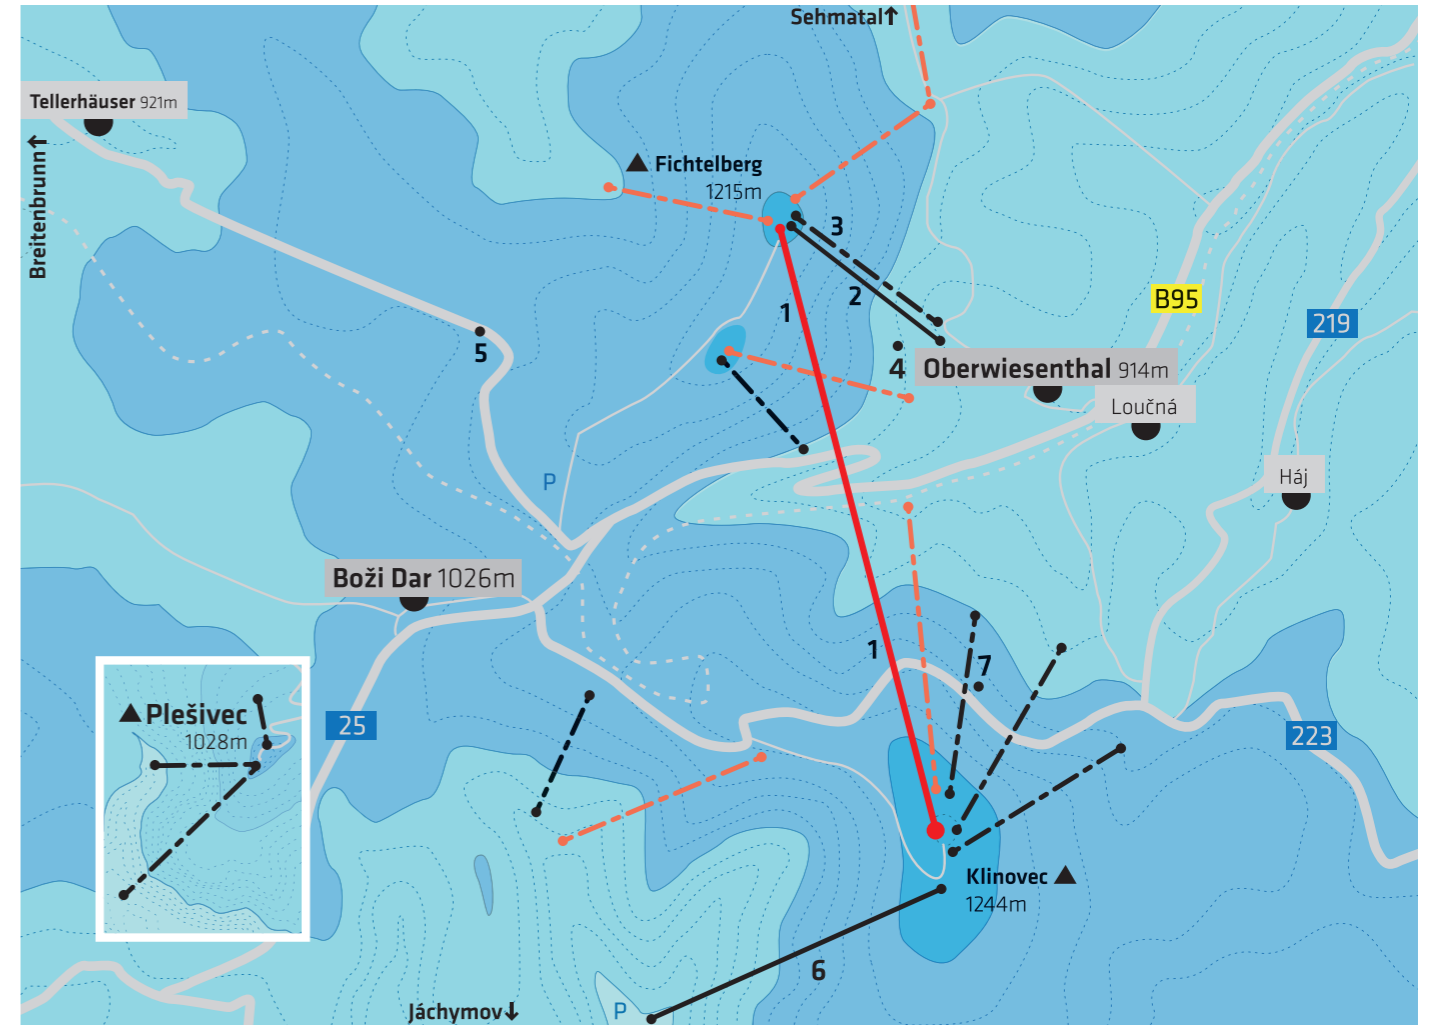 Sehmatal↑
Tellerhäuser 921m
Breitenbrunn↑
▲ Fichtelberg
1215m
3
2
1
B95
219
5
4
Oberwiesenthal 914m
Loučná
Háj
P
Boži Dar 1026m
1
7
▲ Plešivec
1028m
25
223
Klinovec ▲
1244m
6
Jáchymov↓
P